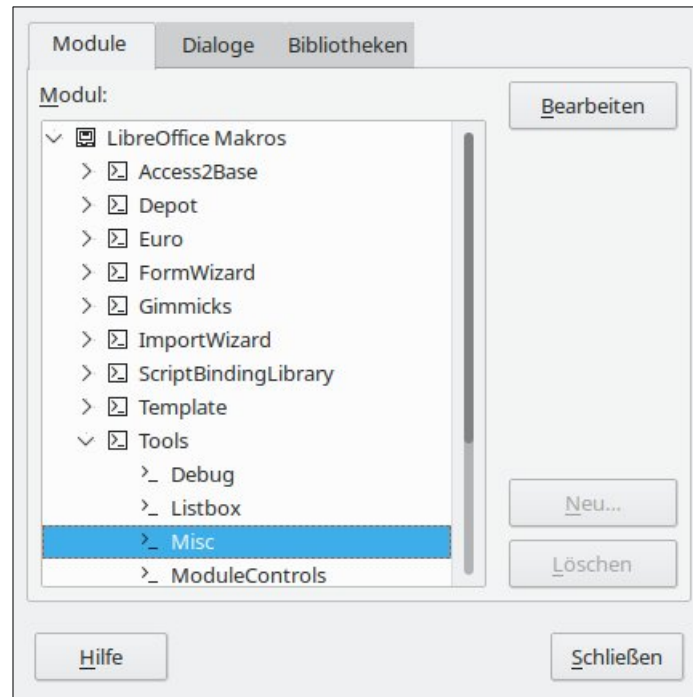 Module Dialoge Bibliotheken
Modul:
Bearbeiten
LibreOffice Makros
Access2Base
Depot
Euro
FormWizard
Gimmicks
ImportWizard
ScriptBindingLibrary
Template
Tools
Debug
Listbox
Misc
ModuleControls
Neu...
Löschen
Hilfe
Schließen